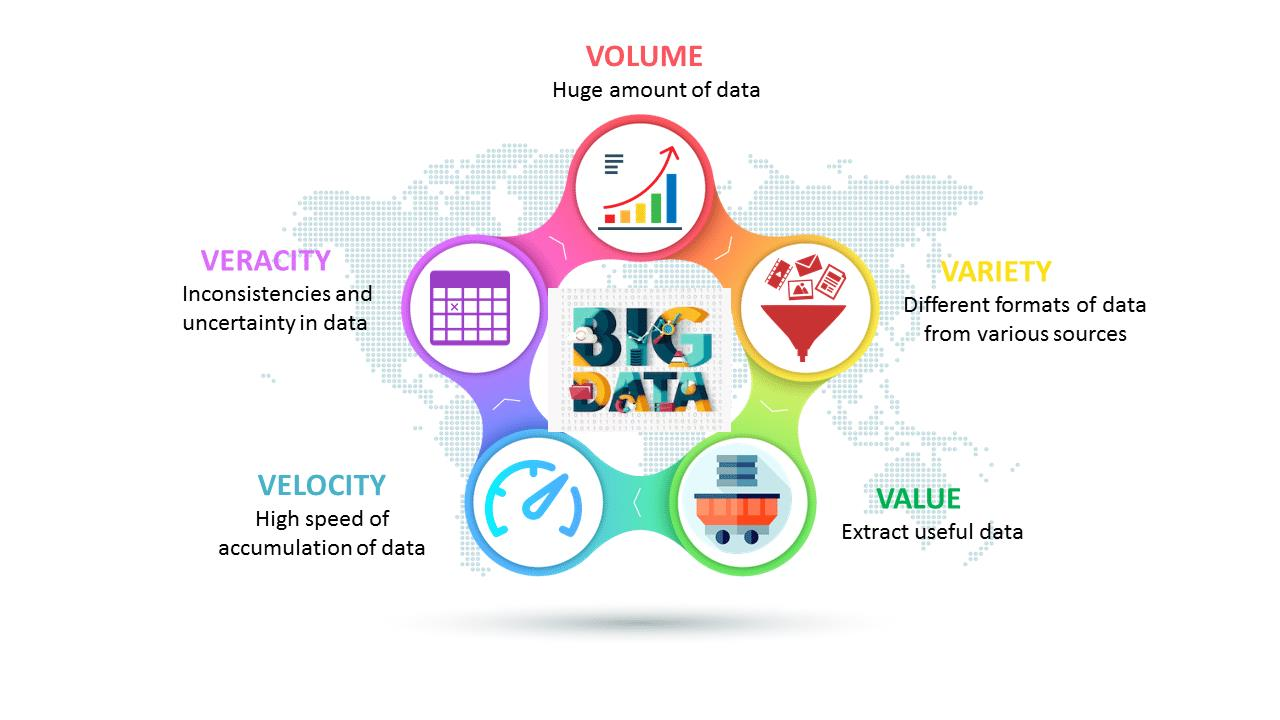 VOLUME
Huge amount of data
VERACITY
Inconsistencies and
uncertainty in data
VARIETY
Different formats of data
from various sources
BIG
DATA
VELOCITY
High speed of
accumulation of data
VALUE
Extract useful data